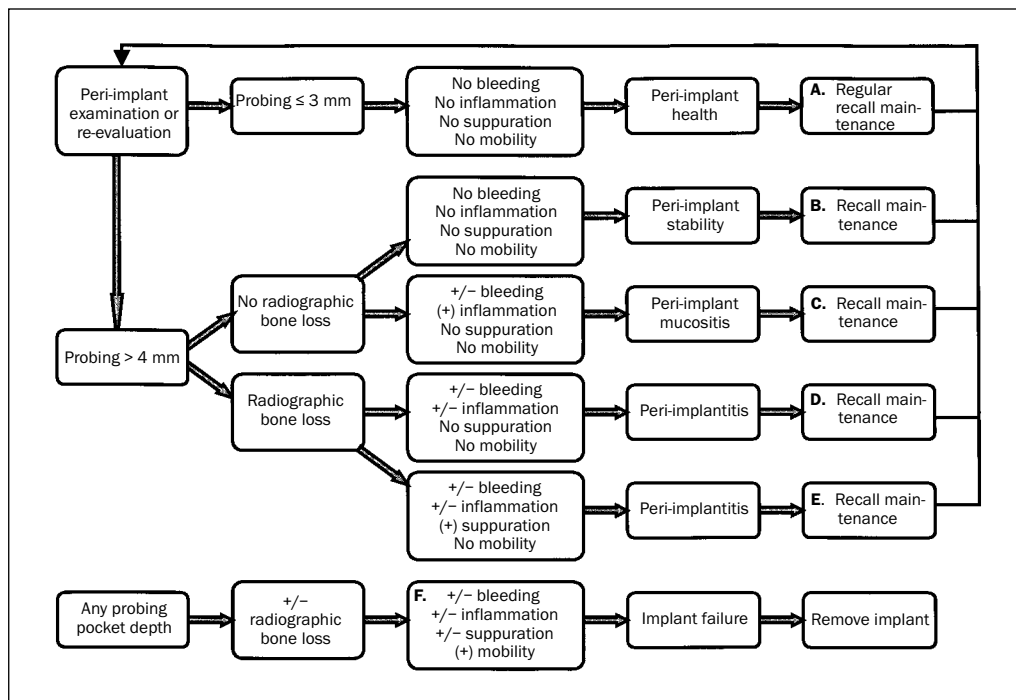 Peri-implant
examination or
re-evaluation
Probing ≤ 3 mm
No bleeding
No inflammation
No suppuration
No mobility
Peri-implant
health
A. Regular
recall main-
tenance
No bleeding
No inflammation
No suppuration
No mobility
Peri-implant
stability
B. Recall main-
tenance
No radiographic
bone loss
+/− bleeding
(+) inflammation
No suppuration
No mobility
Peri-implant
mucositis
C. Recall main-
tenance
Probing > 4 mm
Radiographic
bone loss
+/− bleeding
+/− inflammation
No suppuration
No mobility
Peri-implantitis
D. Recall main-
tenance
+/− bleeding
+/− inflammation
(+) suppuration
No mobility
Peri-implantitis
E. Recall main-
tenance
Any probing
pocket depth
+/−
radiographic
bone loss
F. +/− bleeding
+/− inflammation
+/− suppuration
(+) mobility
Implant failure
Remove implant